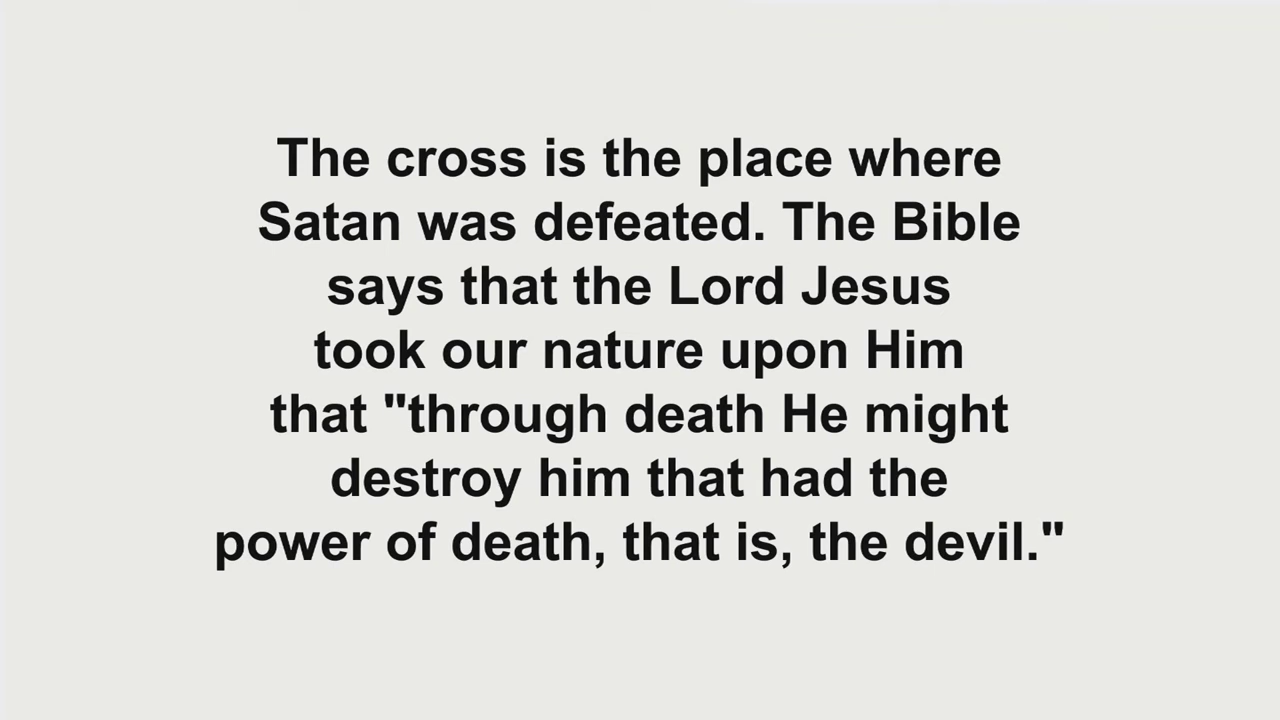 The cross is the place where
Satan was defeated. The Bible
says that the Lord Jesus
took our nature upon Him
that "through death He might
destroy him that had the
power of death, that is, the devil."